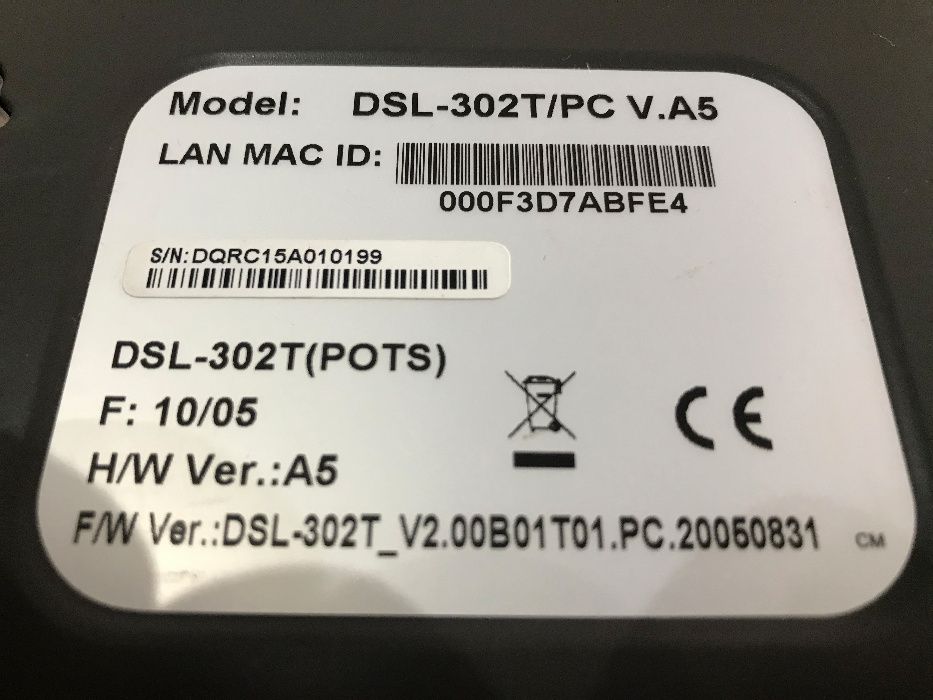 Model: DSL-302T/PC V.A5
LAN MAC ID:
000F3D7ABFE4
S/N: DQRC15A010199
DSL-302T(POTS)
F: 10/05
H/W Ver.:A5
F/W Ver.:DSL-302T_V2.00B01T01.PC.20050831
CM
CE